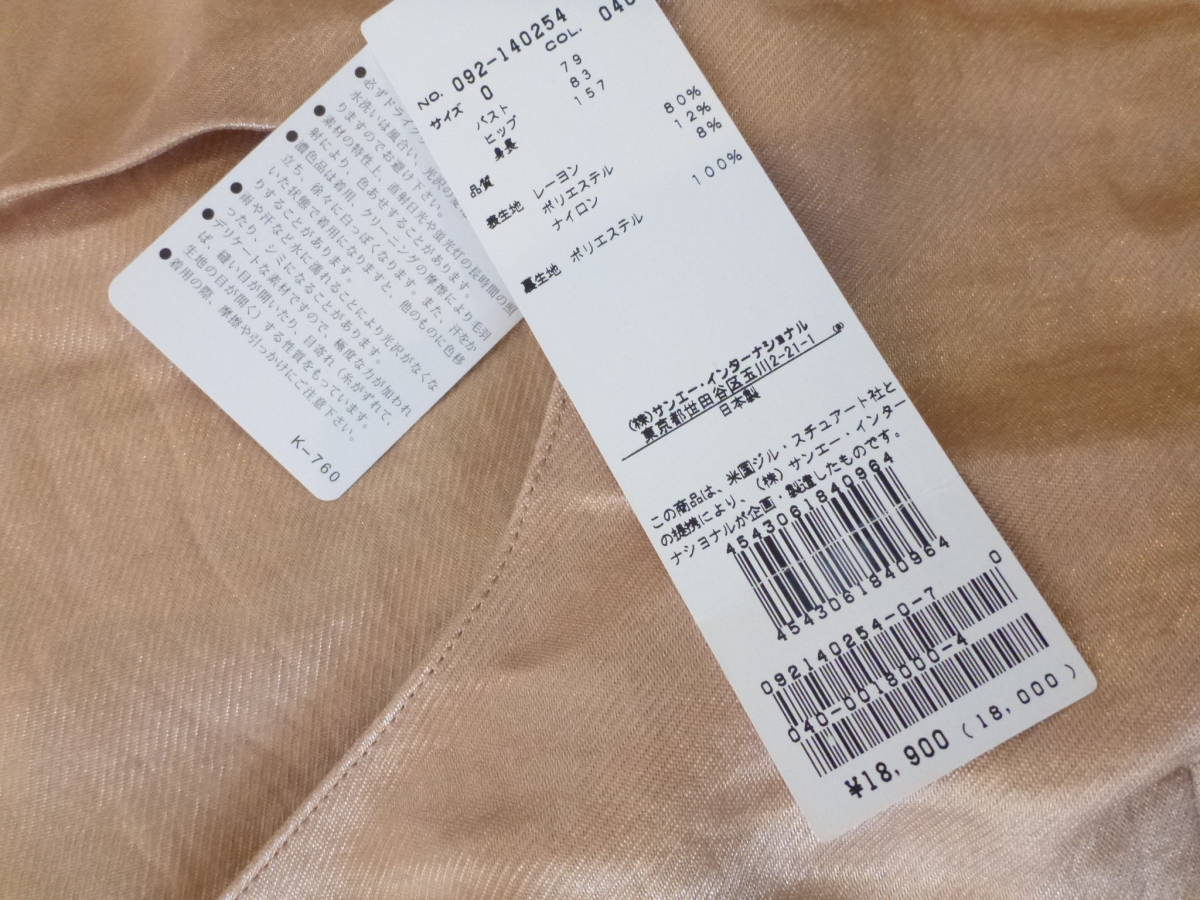 必ずドラ
水洗いは風合い、光沢の
りますのでお避け下さい。
素材の特性上、直射日光や蛍光灯の長時間の照
射により、色あせすることがあります。
濃色品は着用、クリーニングの摩擦により毛羽
立ち、徐々に白っぽくなります。また、汗をか
いた状態で着用になりますと、他のものに色移
りすることがあります。
雨や汗など水に濡れることにより光沢がなくな
ったり、シミになることがあります。
デリケートな素材ですので、極度な力が加われ
ば、縫い目が開いたり、目寄れ（糸がずれて、
生地の目が開く）する性質をもっています。
着用の際、摩擦や引っかけにご注意下さい。
K-760
NO. 092-140254 COL. 040
サイズ 0
バスト 79
ヒップ 83
身長 157
品質
表生地 レーヨン 80%
ポリエステル 12%
ナイロン 8%
裏生地 ポリエステル 100%
(株)サンエー・インターナショナル
東京都世田谷区玉川2-21-1
日本製
この商品は、米国ジル・スチュアート社と
の提携により、(株)サンエー・インター
ナショナルが企画・製造したものです。
4543061840964
4543061840964
092140254-0-7 0
040-0018000-4
¥18,900 (18,000)